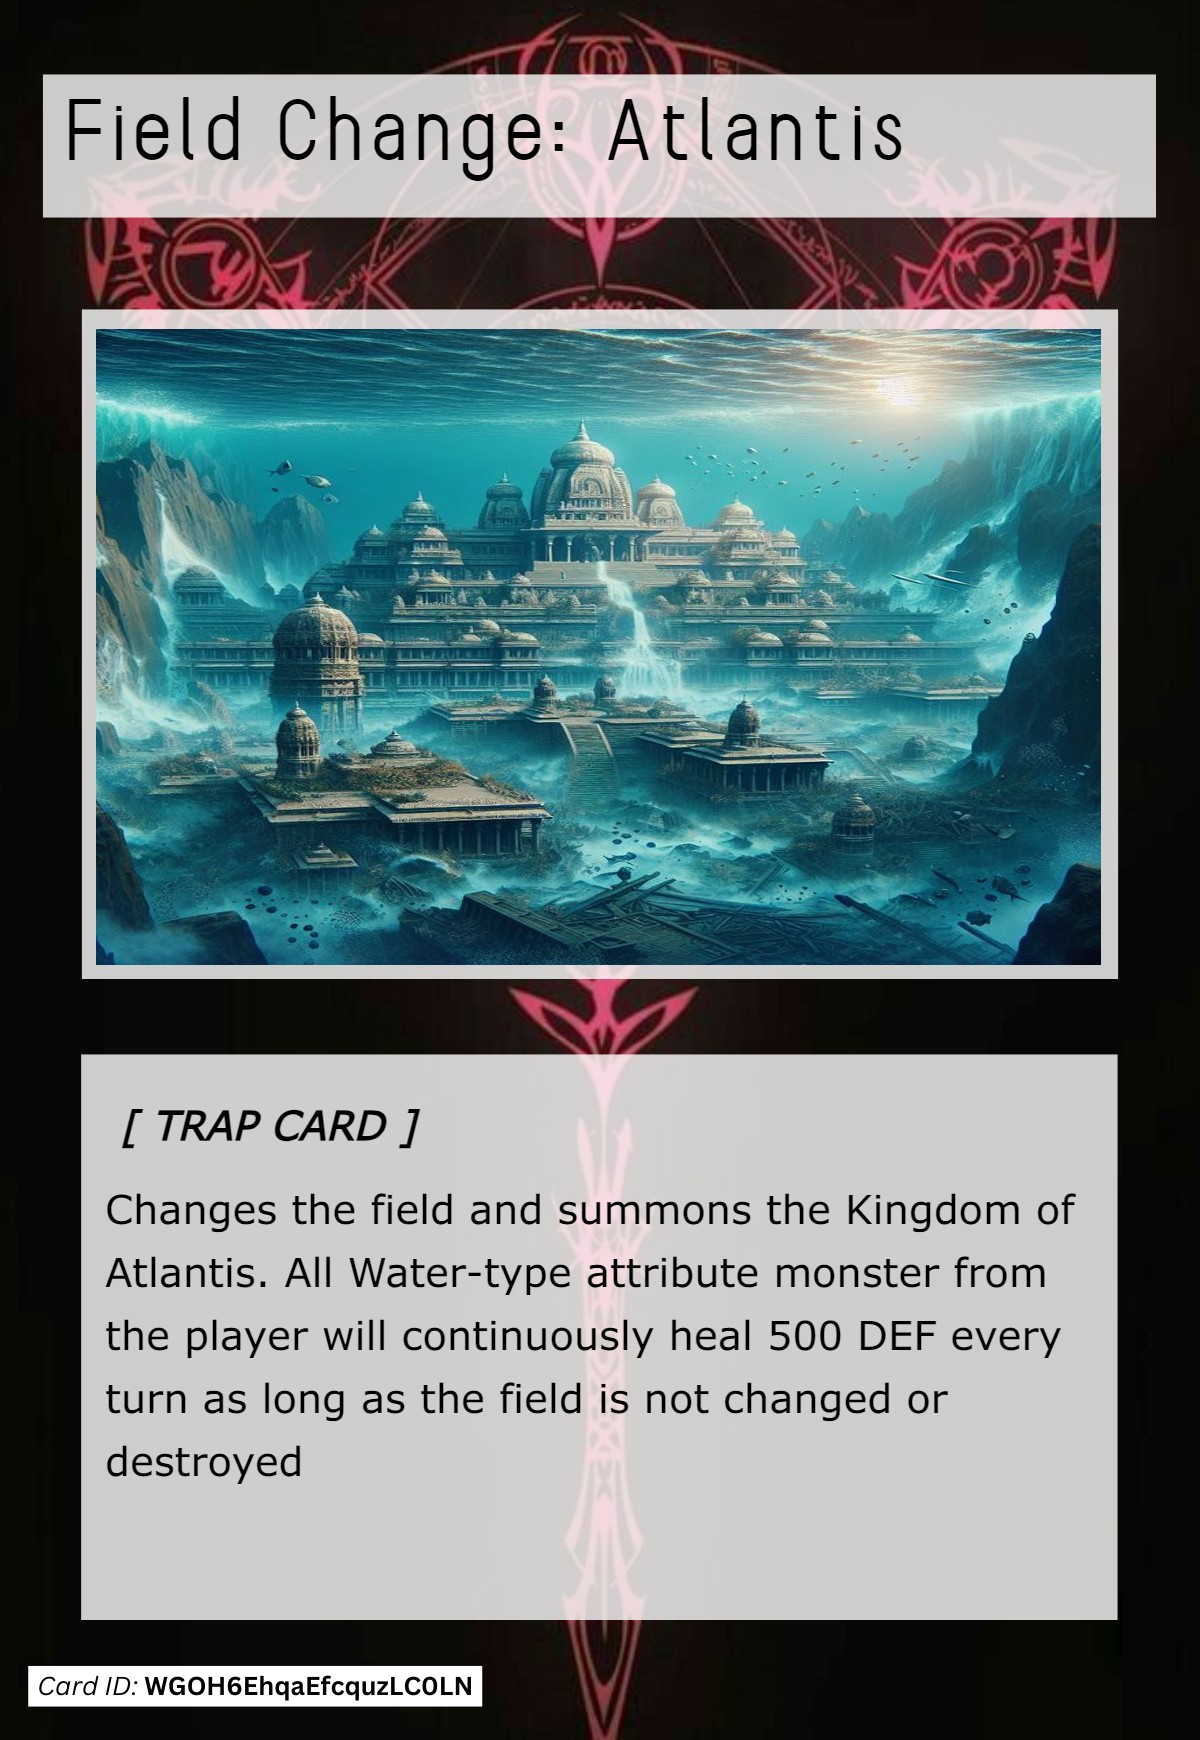 Field Change: Atlantis
[ TRAP CARD ]
Changes the field and summons the Kingdom of
Atlantis. All Water-type attribute monster from
the player will continuously heal 500 DEF every
turn as long as the field is not changed or
destroyed
Card ID: WGOH6EhqaEfcquzLC0LN